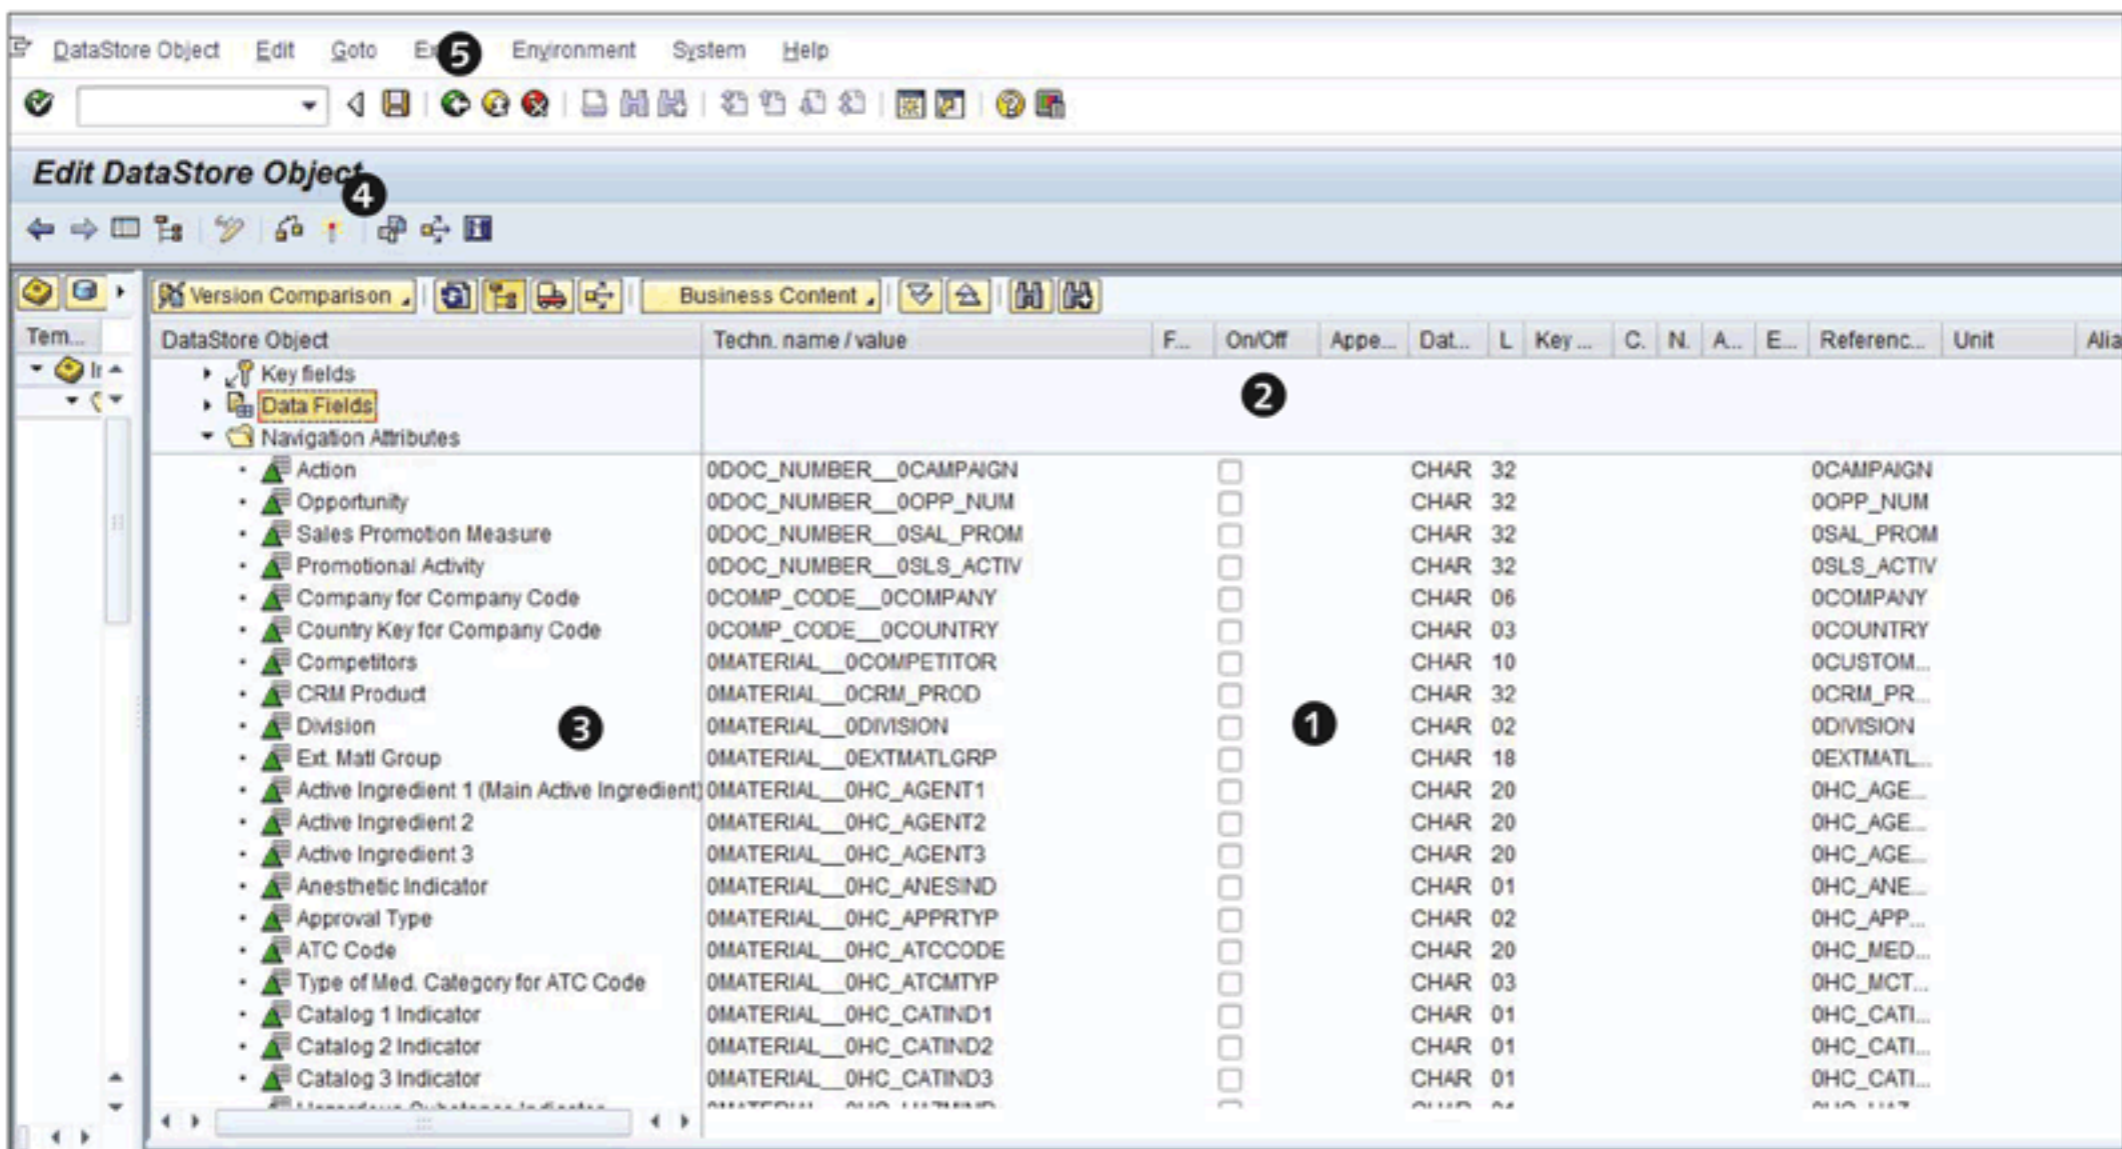 DataStore Object Edit Goto 5 Environment System Help
Edit DataStore Object 4
Version Comparison Business Content
Tem... DataStore Object Techn. name / value F... On/Off Appe... Dat... L Key ... C. N. A... E... Referenc... Unit Alia
Key fields
Data Fields 2
Navigation Attributes
Action 0DOC_NUMBER__0CAMPAIGN CHAR 32 0CAMPAIGN
Opportunity 0DOC_NUMBER__0OPP_NUM CHAR 32 0OPP_NUM
Sales Promotion Measure 0DOC_NUMBER__0SAL_PROM CHAR 32 0SAL_PROM
Promotional Activity 0DOC_NUMBER__0SLS_ACTIV CHAR 32 0SLS_ACTIV
Company for Company Code 0COMP_CODE__0COMPANY CHAR 06 0COMPANY
Country Key for Company Code 0COMP_CODE__0COUNTRY CHAR 03 0COUNTRY
Competitors 0MATERIAL__0COMPETITOR CHAR 10 0CUSTOM...
CRM Product 0MATERIAL__0CRM_PROD CHAR 32 0CRM_PR...
Division 3 0MATERIAL__0DIVISION 1 CHAR 02 0DIVISION
Ext. Matl Group 0MATERIAL__0EXTMATLGRP CHAR 18 0EXTMATL...
Active Ingredient 1 (Main Active Ingredient) 0MATERIAL__0HC_AGENT1 CHAR 20 0HC_AGE...
Active Ingredient 2 0MATERIAL__0HC_AGENT2 CHAR 20 0HC_AGE...
Active Ingredient 3 0MATERIAL__0HC_AGENT3 CHAR 20 0HC_AGE...
Anesthetic Indicator 0MATERIAL__0HC_ANESIND CHAR 01 0HC_ANE...
Approval Type 0MATERIAL__0HC_APPRTYP CHAR 02 0HC_APP...
ATC Code 0MATERIAL__0HC_ATCCODE CHAR 20 0HC_MED...
Type of Med. Category for ATC Code 0MATERIAL__0HC_ATCMTYP CHAR 03 0HC_MCT...
Catalog 1 Indicator 0MATERIAL__0HC_CATIND1 CHAR 01 0HC_CATI...
Catalog 2 Indicator 0MATERIAL__0HC_CATIND2 CHAR 01 0HC_CATI...
Catalog 3 Indicator 0MATERIAL__0HC_CATIND3 CHAR 01 0HC_CATI...